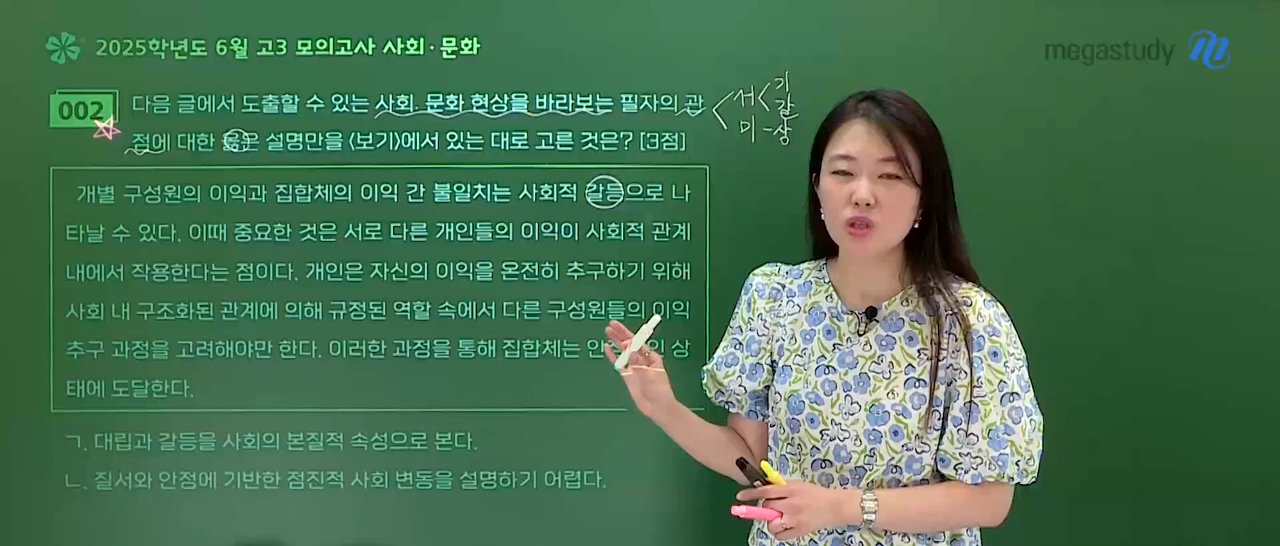 2025학년도 6월 고3 모의고사 사회·문화
megastudy
002
다음 글에서 도출할 수 있는 사회·문화 현상을 바라보는 필자의 관
점에 대한 옳은 설명만을 〈보기〉에서 있는 대로 고른 것은? [3점]
거 < 기
갈
미 - 상
개별 구성원의 이익과 집합체의 이익 간 불일치는 사회적 갈등으로 나
타날 수 있다. 이때 중요한 것은 서로 다른 개인들의 이익이 사회적 관계
내에서 작용한다는 점이다. 개인은 자신의 이익을 온전히 추구하기 위해
사회 내 구조화된 관계에 의해 규정된 역할 속에서 다른 구성원들의 이익
추구 과정을 고려해야만 한다. 이러한 과정을 통해 집합체는 상
태에 도달한다.
ㄱ. 대립과 갈등을 사회의 본질적 속성으로 본다.
ㄴ. 질서와 안정에 기반한 점진적 사회 변동을 설명하기 어렵다.